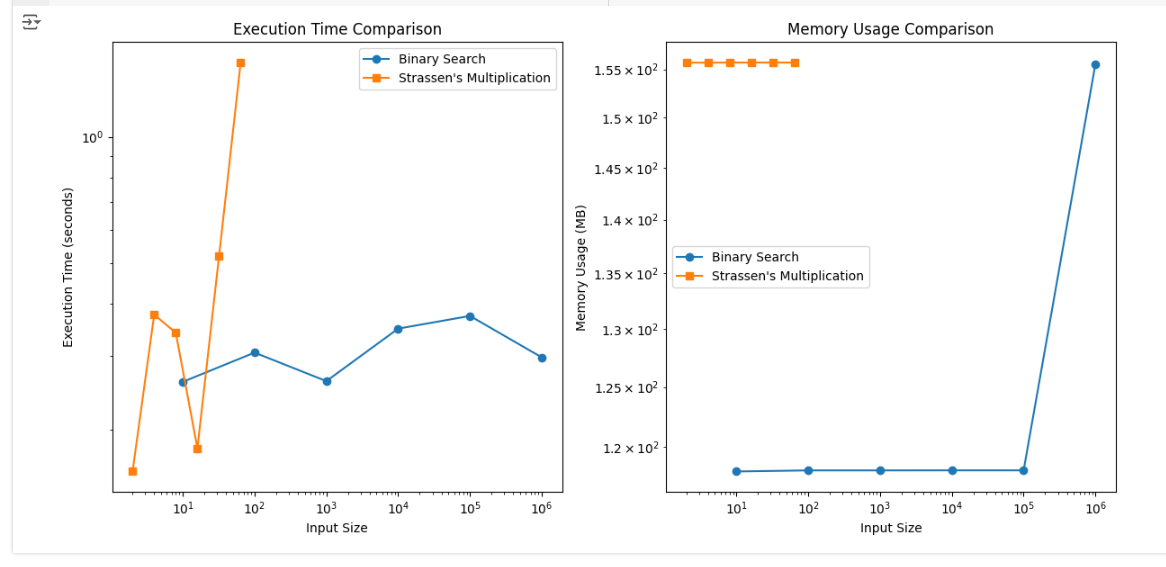 Execution Time Comparison
Binary Search
Strassen's Multiplication
10⁰
Execution Time (seconds)
10¹ 10² 10³ 10⁴ 10⁵ 10⁶
Input Size
Memory Usage Comparison
1.55 × 10²
1.5 × 10²
1.45 × 10²
1.4 × 10²
1.35 × 10²
1.3 × 10²
1.25 × 10²
1.2 × 10²
Memory Usage (MB)
Binary Search
Strassen's Multiplication
10¹ 10² 10³ 10⁴ 10⁵ 10⁶
Input Size